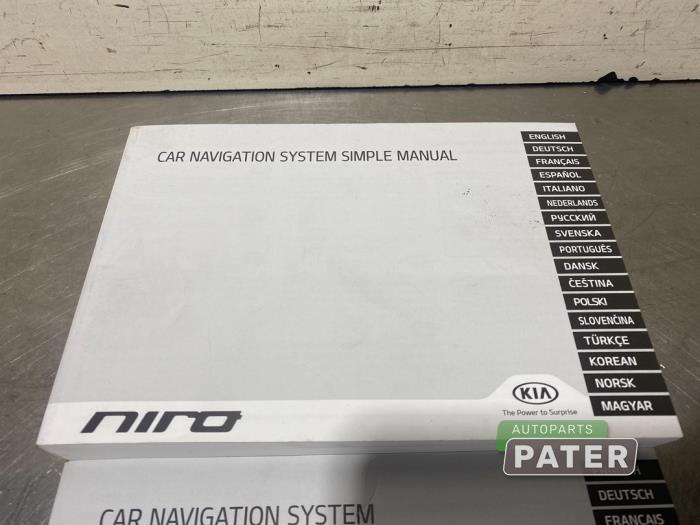 CAR NAVIGATION SYSTEM SIMPLE MANUAL
ENGLISH
DEUTSCH
FRANÇAIS
ESPAÑOL
ITALIANO
NEDERLANDS
РУССКИЙ
SVENSKA
PORTUGUÊS
DANSK
ČEŠTINA
POLSKI
SLOVENČINA
TÜRKÇE
KOREAN
NORSK
MAGYAR
niro
KIA
The Power to Surprise
AUTOPARTS
PATER
CAR NAVIGATION SYSTEM
DEUTSCH
FRANÇAIS